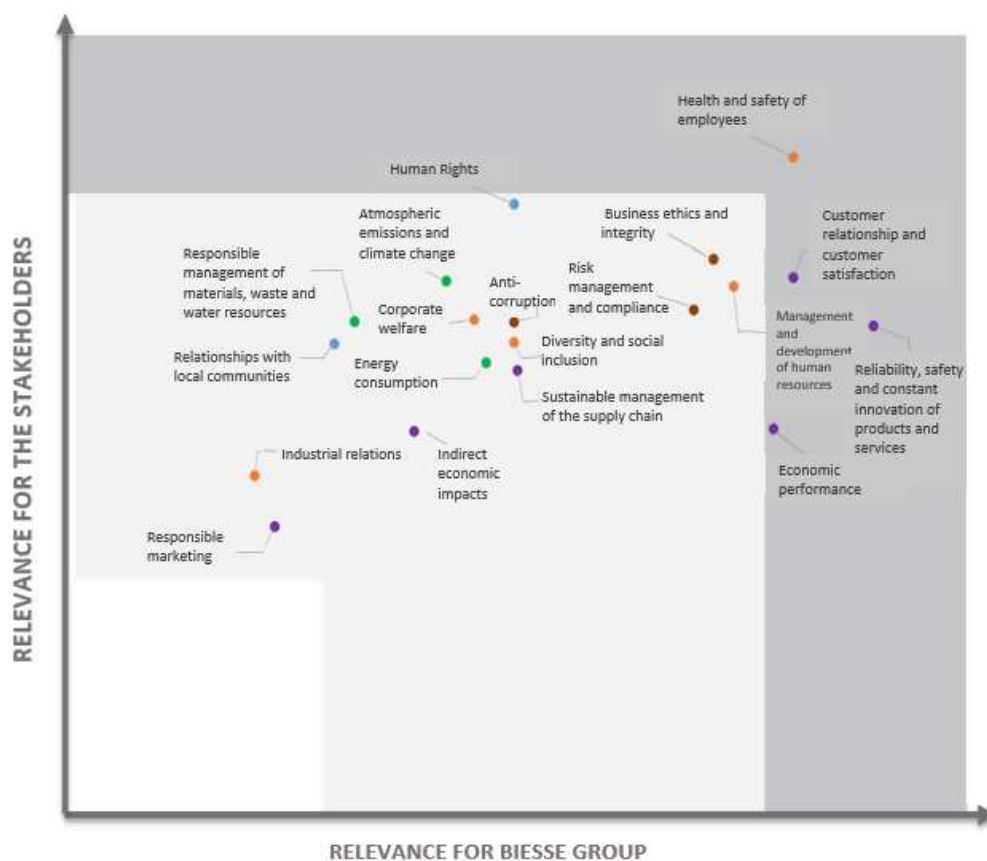 Health and safety of
employees
Human Rights
Atmospheric
emissions and
climate change
Business ethics and
integrity
Customer
relationship and
customer
satisfaction
Responsible
management of
materials, waste and
water resources
Anti-
corruption
Risk
management
and compliance
Corporate
welfare
Management
and
development
of human
resources
Relationships with
local communities
Energy
consumption
Diversity and social
inclusion
Reliability, safety
and constant
innovation of
products and
services
Sustainable management
of the supply chain
Industrial relations
Indirect
economic
impacts
Economic
performance
Responsible
marketing
RELEVANCE FOR THE STAKEHOLDERS
RELEVANCE FOR BIESSE GROUP